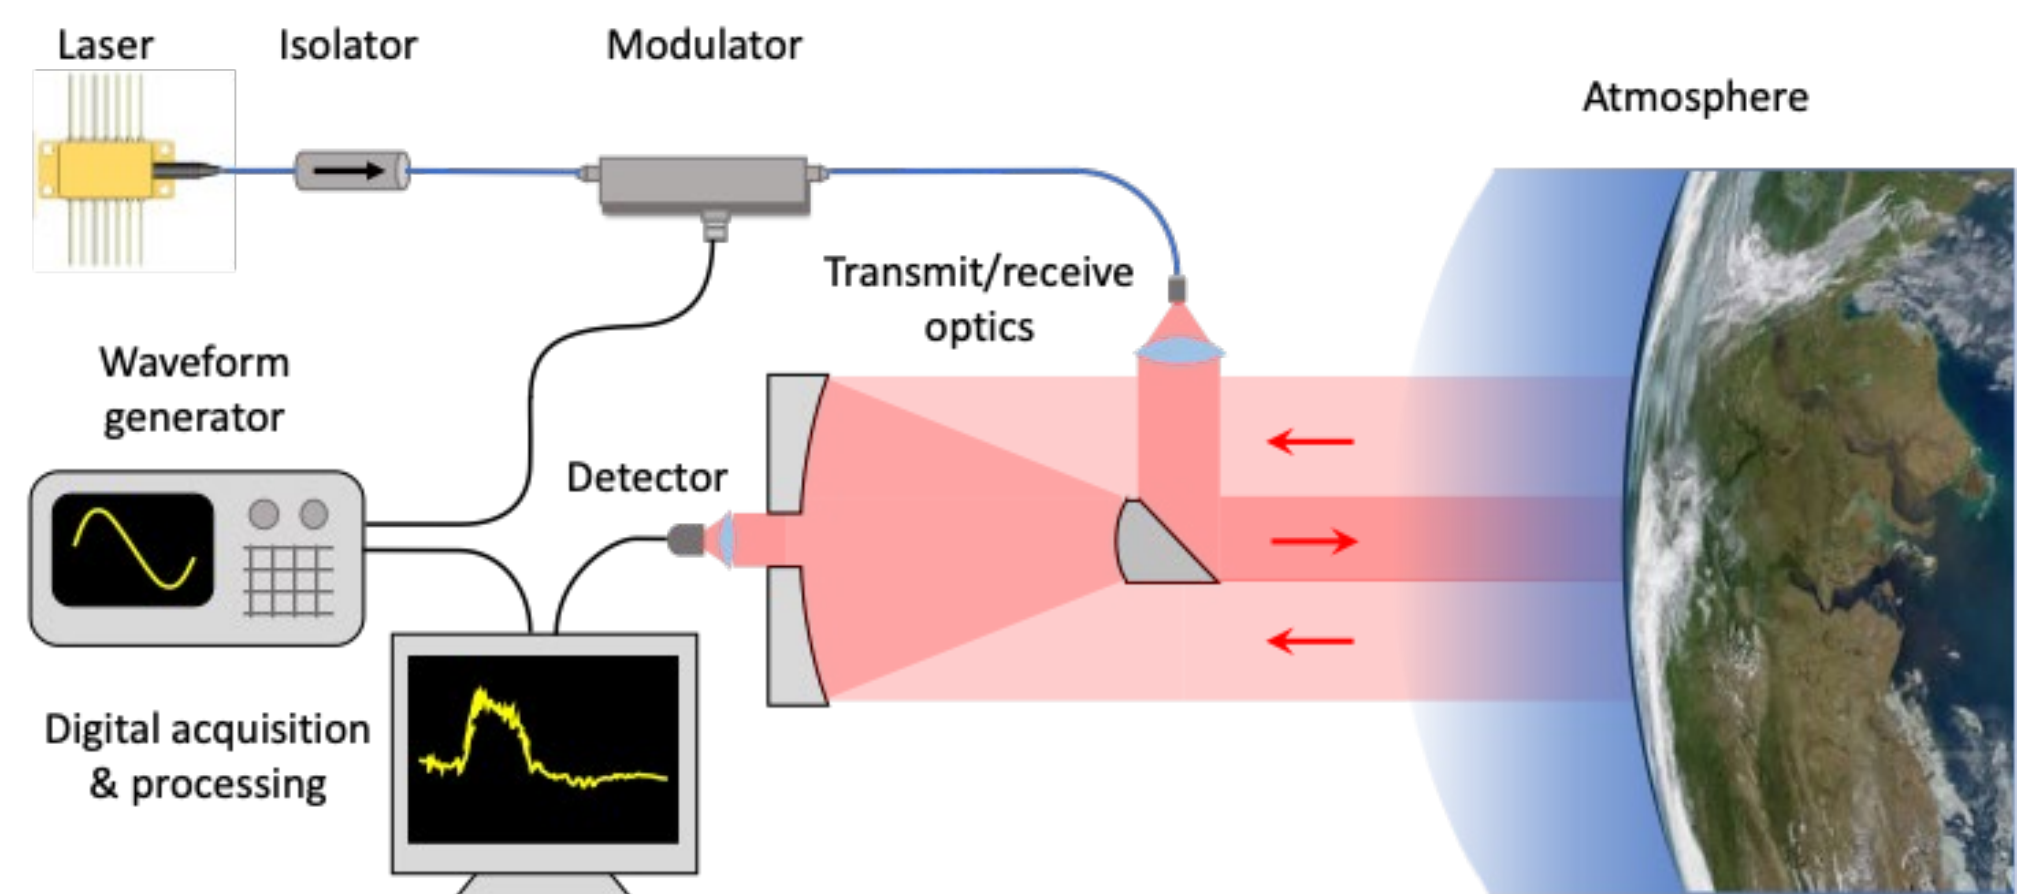 Laser
Isolator
Modulator
Atmosphere
Transmit/receive
optics
Waveform
generator
Detector
Digital acquisition
& processing